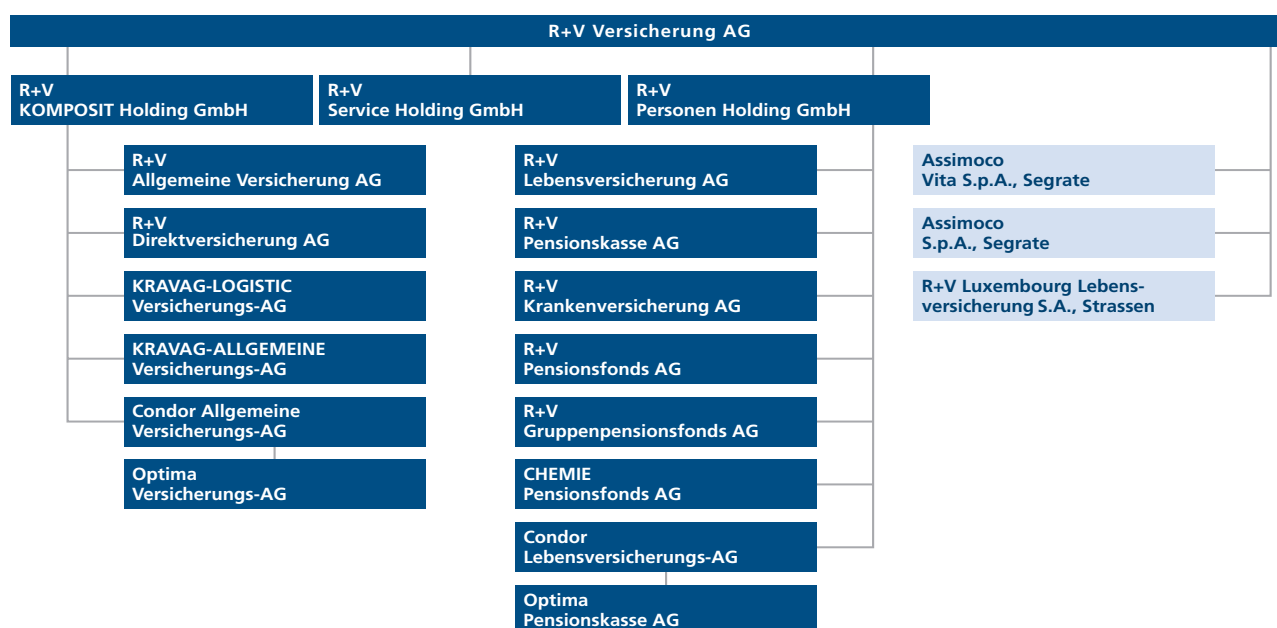 R+V Versicherung AG
R+V
KOMPOSIT Holding GmbH
R+V
Service Holding GmbH
R+V
Personen Holding GmbH
R+V
Allgemeine Versicherung AG
R+V
Direktversicherung AG
KRAVAG-LOGISTIC
Versicherungs-AG
KRAVAG-ALLGEMEINE
Versicherungs-AG
Condor Allgemeine
Versicherungs-AG
Optima
Versicherungs-AG
R+V
Lebensversicherung AG
R+V
Pensionskasse AG
R+V
Krankenversicherung AG
R+V
Pensionsfonds AG
R+V
Gruppenpensionsfonds AG
CHEMIE
Pensionsfonds AG
Condor
Lebensversicherungs-AG
Optima
Pensionskasse AG
Assimoco
Vita S.p.A., Segrate
Assimoco
S.p.A., Segrate
R+V Luxembourg Lebens-
versicherung S.A., Strassen